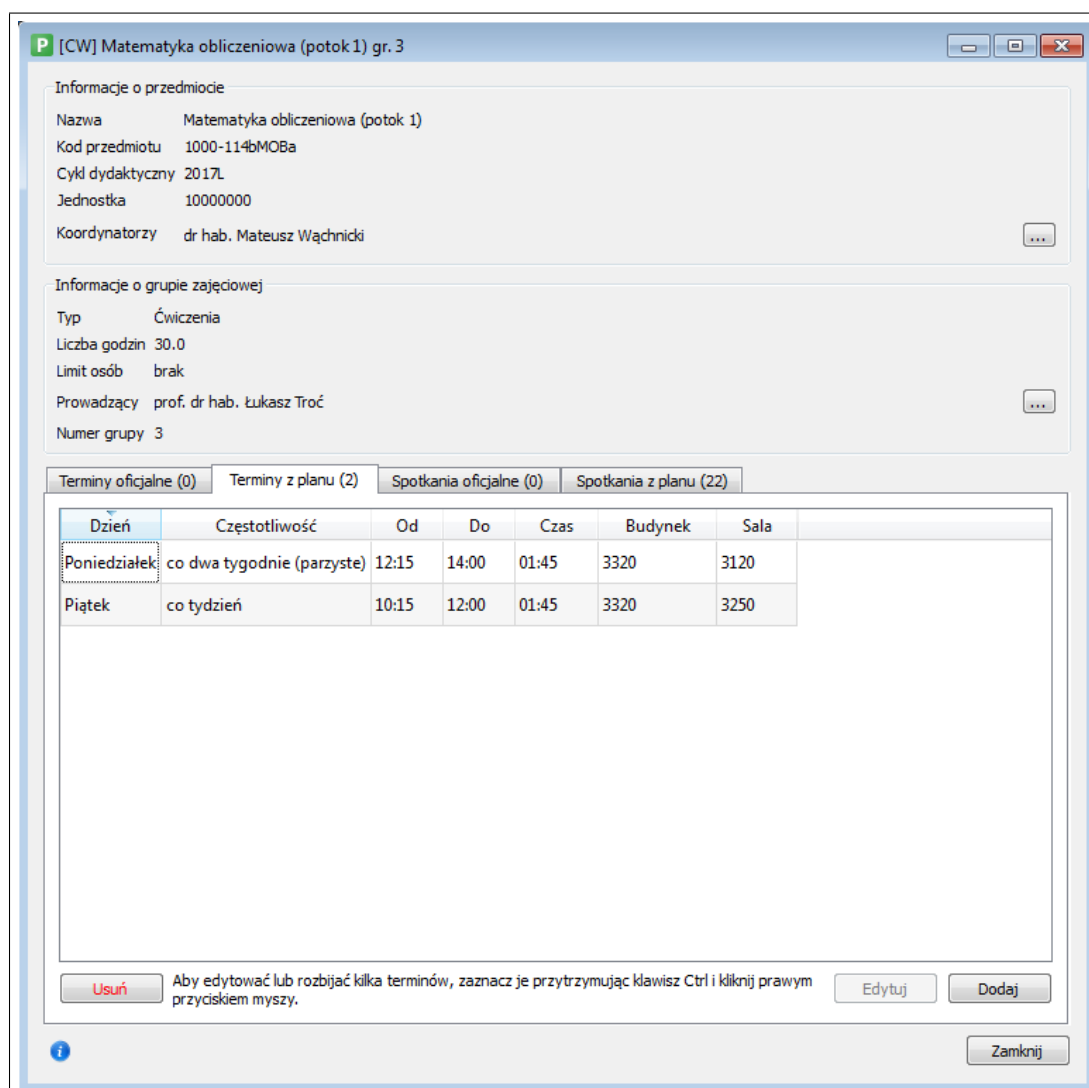 P [CW] Matematyka obliczeniowa (potok 1) gr. 3
Informacje o przedmiocie
Nazwa Matematyka obliczeniowa (potok 1)
Kod przedmiotu 1000-114bMOBa
Cykl dydaktyczny 2017L
Jednostka 10000000
Koordynatorzy dr hab. Mateusz Wąchnicki ...
Informacje o grupie zajęciowej
Typ Ćwiczenia
Liczba godzin 30.0
Limit osób brak
Prowadzący prof. dr hab. Łukasz Troć ...
Numer grupy 3
Terminy oficjalne (0) Terminy z planu (2) Spotkania oficjalne (0) Spotkania z planu (22)
Dzień Częstotliwość Od Do Czas Budynek Sala
Poniedziałek co dwa tygodnie (parzyste) 12:15 14:00 01:45 3320 3120
Piątek co tydzień 10:15 12:00 01:45 3320 3250
Usuń Aby edytować lub rozbijać kilka terminów, zaznacz je przytrzymując klawisz Ctrl i kliknij prawym przyciskiem myszy. Edytuj Dodaj
i Zamknij